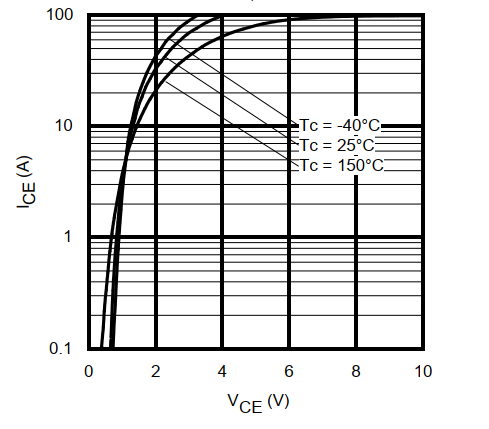 100
10
1
0.1
ICE (A)
Tc = -40°C
Tc = 25°C
Tc = 150°C
0 2 4 6 8 10
VCE (V)